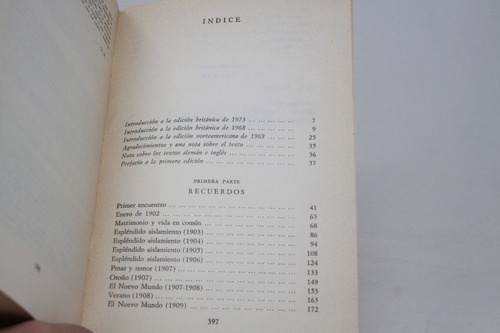 INDICE
Introducción a la edición británica de 1973 ... ... ... ... 7
Introducción a la edición británica de 1968 ... ... ... ... 9
Introducción a la edición norteamericana de 1969 ... ... ... 25
Agradecimientos y una nota sobre el texto ... ... ... ... 35
Nota sobre los textos alemán e inglés ... ... ... ... ... 36
Prefacio a la primera edición ... ... ... ... ... ... 37
PRIMERA PARTE
RECUERDOS
Primer encuentro ... ... ... ... ... ... ... ... 41
Enero de 1902 ... ... ... ... ... ... ... ... 63
Matrimonio y vida en común ... ... ... ... ... ... 68
Espléndido aislamiento (1903) ... ... ... ... ... ... 86
Espléndido aislamiento (1904) ... ... ... ... ... ... 94
Espléndido aislamiento (1905) ... ... ... ... ... ... 108
Espléndido aislamiento (1906) ... ... ... ... ... ... 124
Pesar y temor (1907) ... ... ... ... ... ... ... 133
Otoño (1907) ... ... ... ... ... ... ... ... 149
El Nuevo Mundo (1907-1908) ... ... ... ... ... ... 153
Verano (1908) ... ... ... ... ... ... ... ... 163
El Nuevo Mundo (1909) ... ... ... ... ... ... ... 172
397